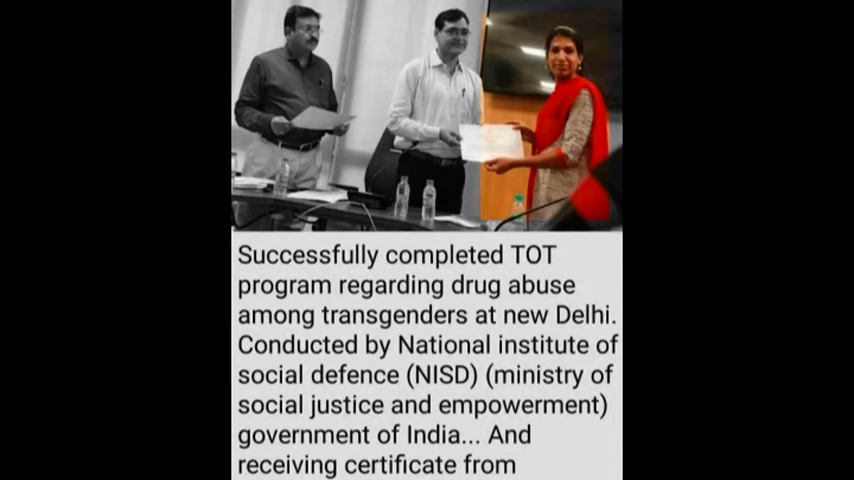 Successfully completed TOT
program regarding drug abuse
among transgenders at new Delhi.
Conducted by National institute of
social defence (NISD) (ministry of
social justice and empowerment)
government of India... And
receiving certificate from